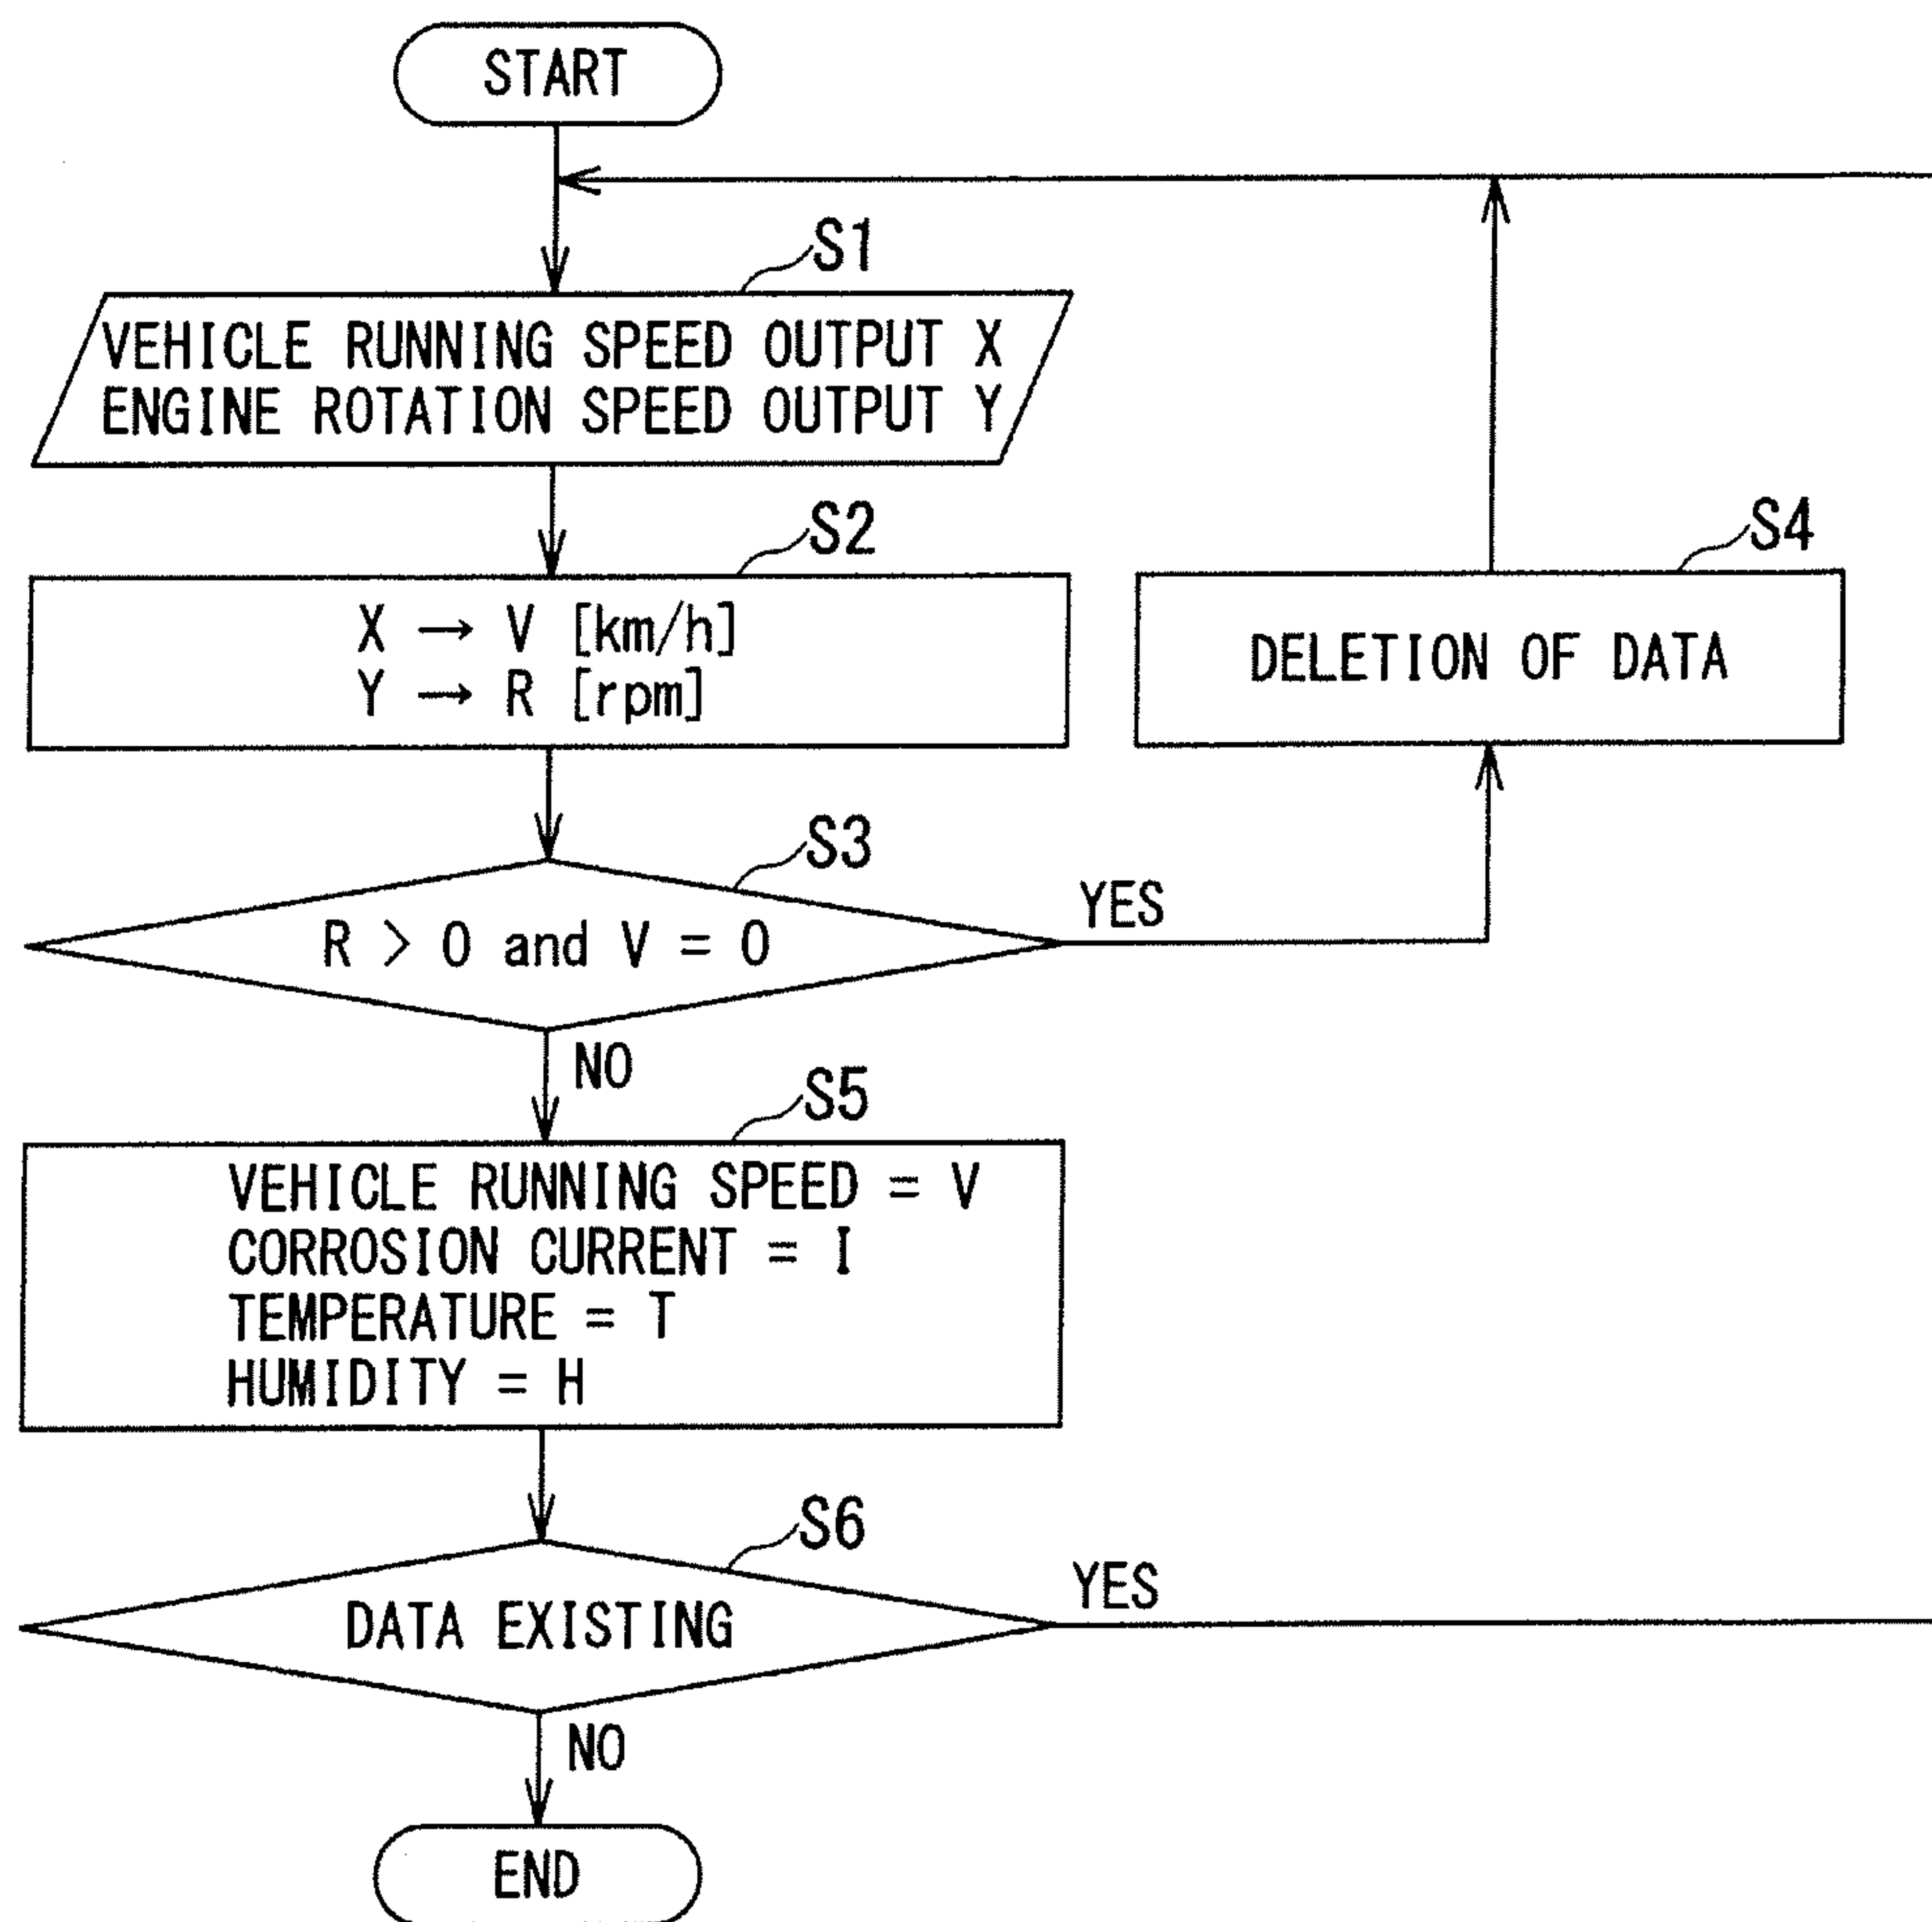 START
S1
VEHICLE RUNNING SPEED OUTPUT X
ENGINE ROTATION SPEED OUTPUT Y
S2
X → V [km/h]
Y → R [rpm]
S4
DELETION OF DATA
S3
R > 0 and V = 0
YES
NO
S5
VEHICLE RUNNING SPEED = V
CORROSION CURRENT = I
TEMPERATURE = T
HUMIDITY = H
S6
DATA EXISTING
YES
NO
END